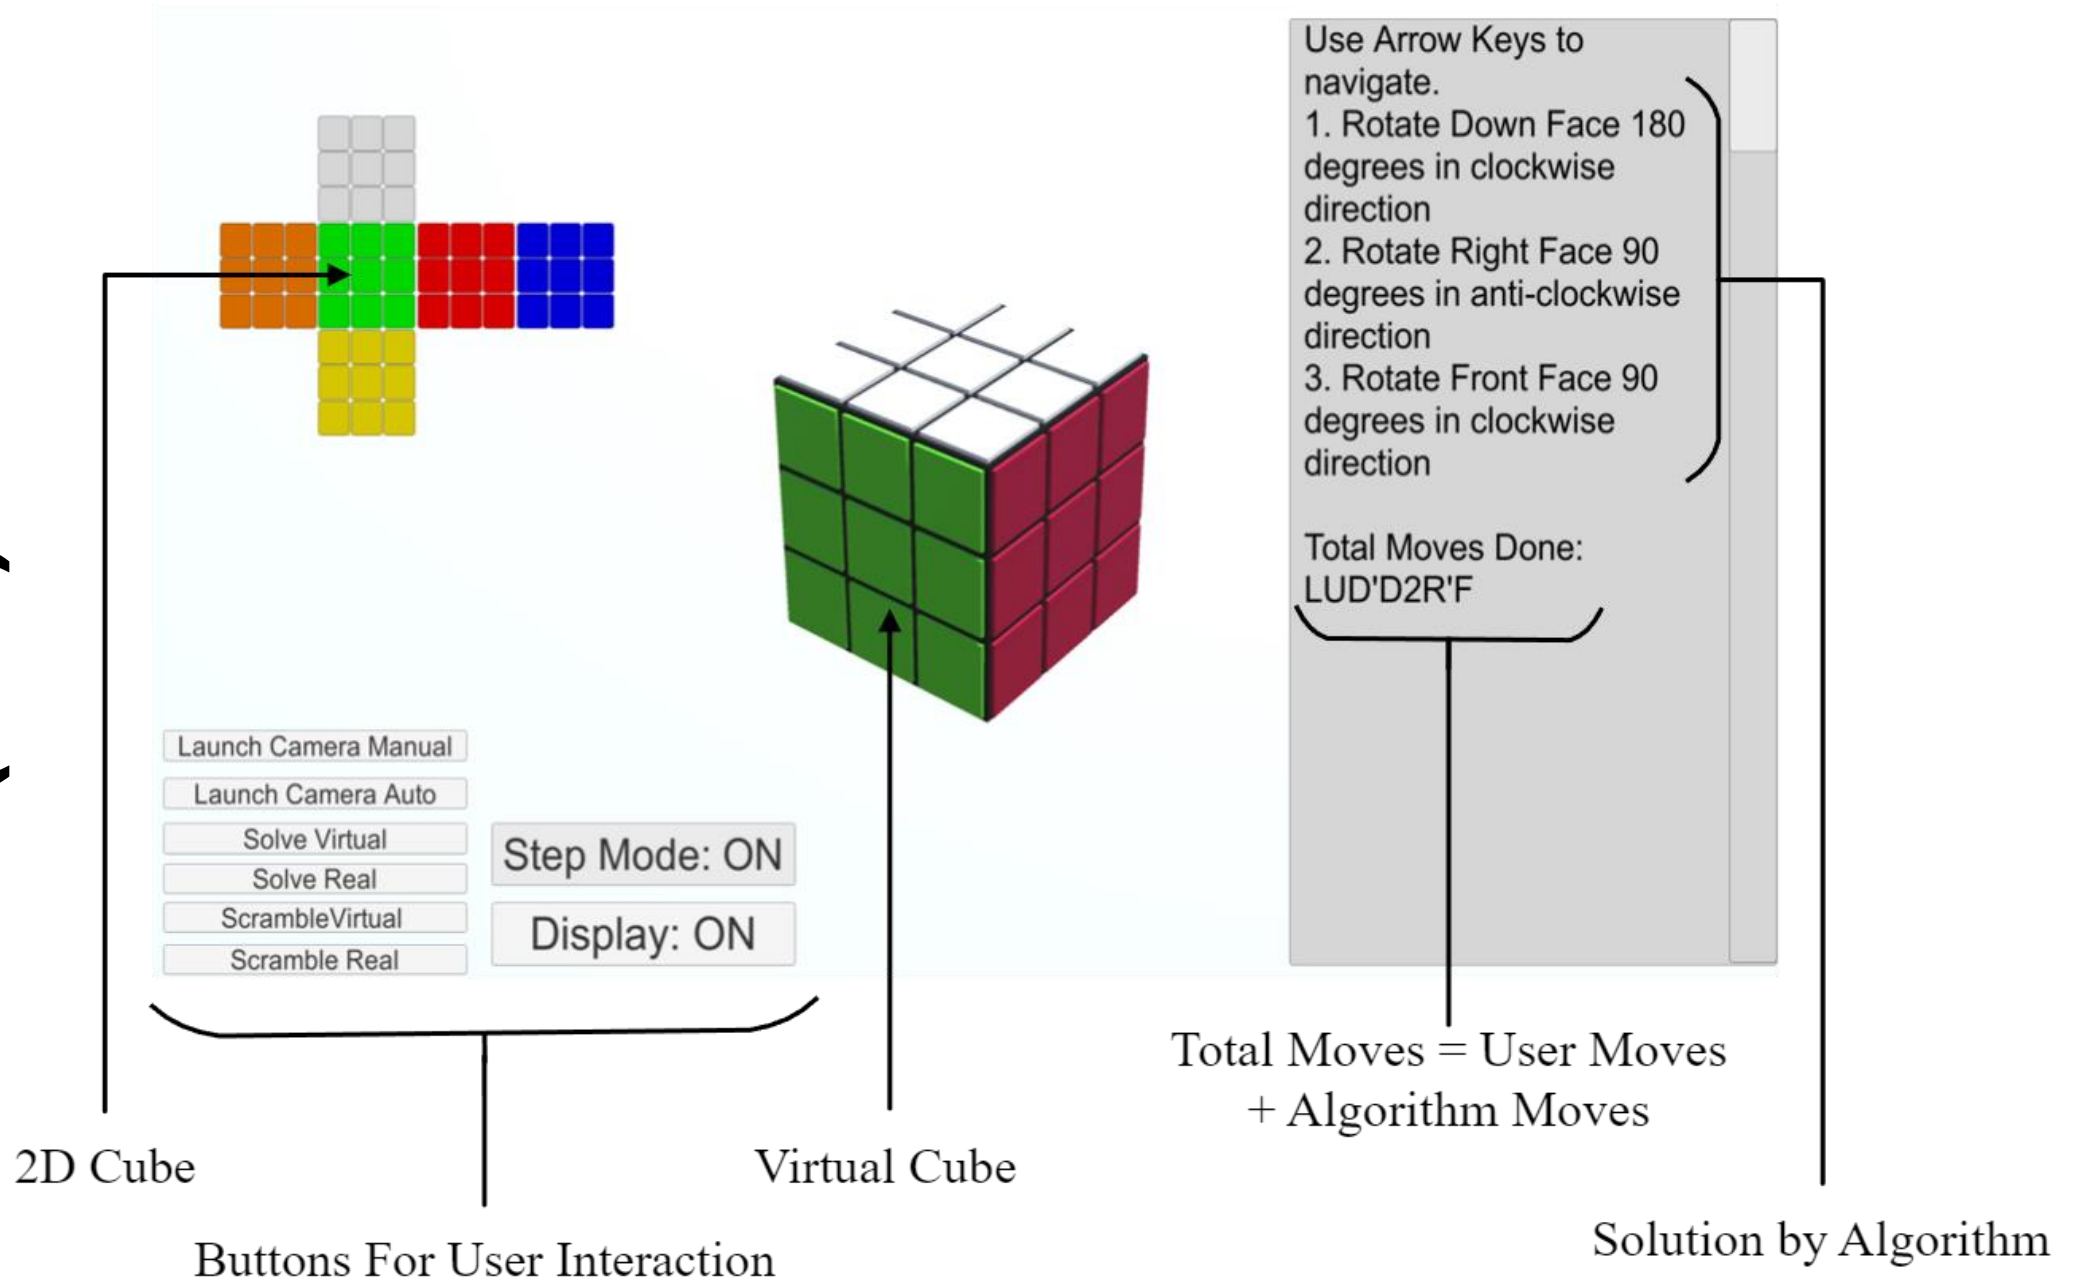 Use Arrow Keys to
navigate.
1. Rotate Down Face 180
degrees in clockwise
direction
2. Rotate Right Face 90
degrees in anti-clockwise
direction
3. Rotate Front Face 90
degrees in clockwise
direction
Total Moves Done:
LUD'D2R'F
Launch Camera Manual
Launch Camera Auto
Solve Virtual
Solve Real
ScrambleVirtual
Scramble Real
Step Mode: ON
Display: ON
Total Moves = User Moves
+ Algorithm Moves
2D Cube
Virtual Cube
Buttons For User Interaction
Solution by Algorithm